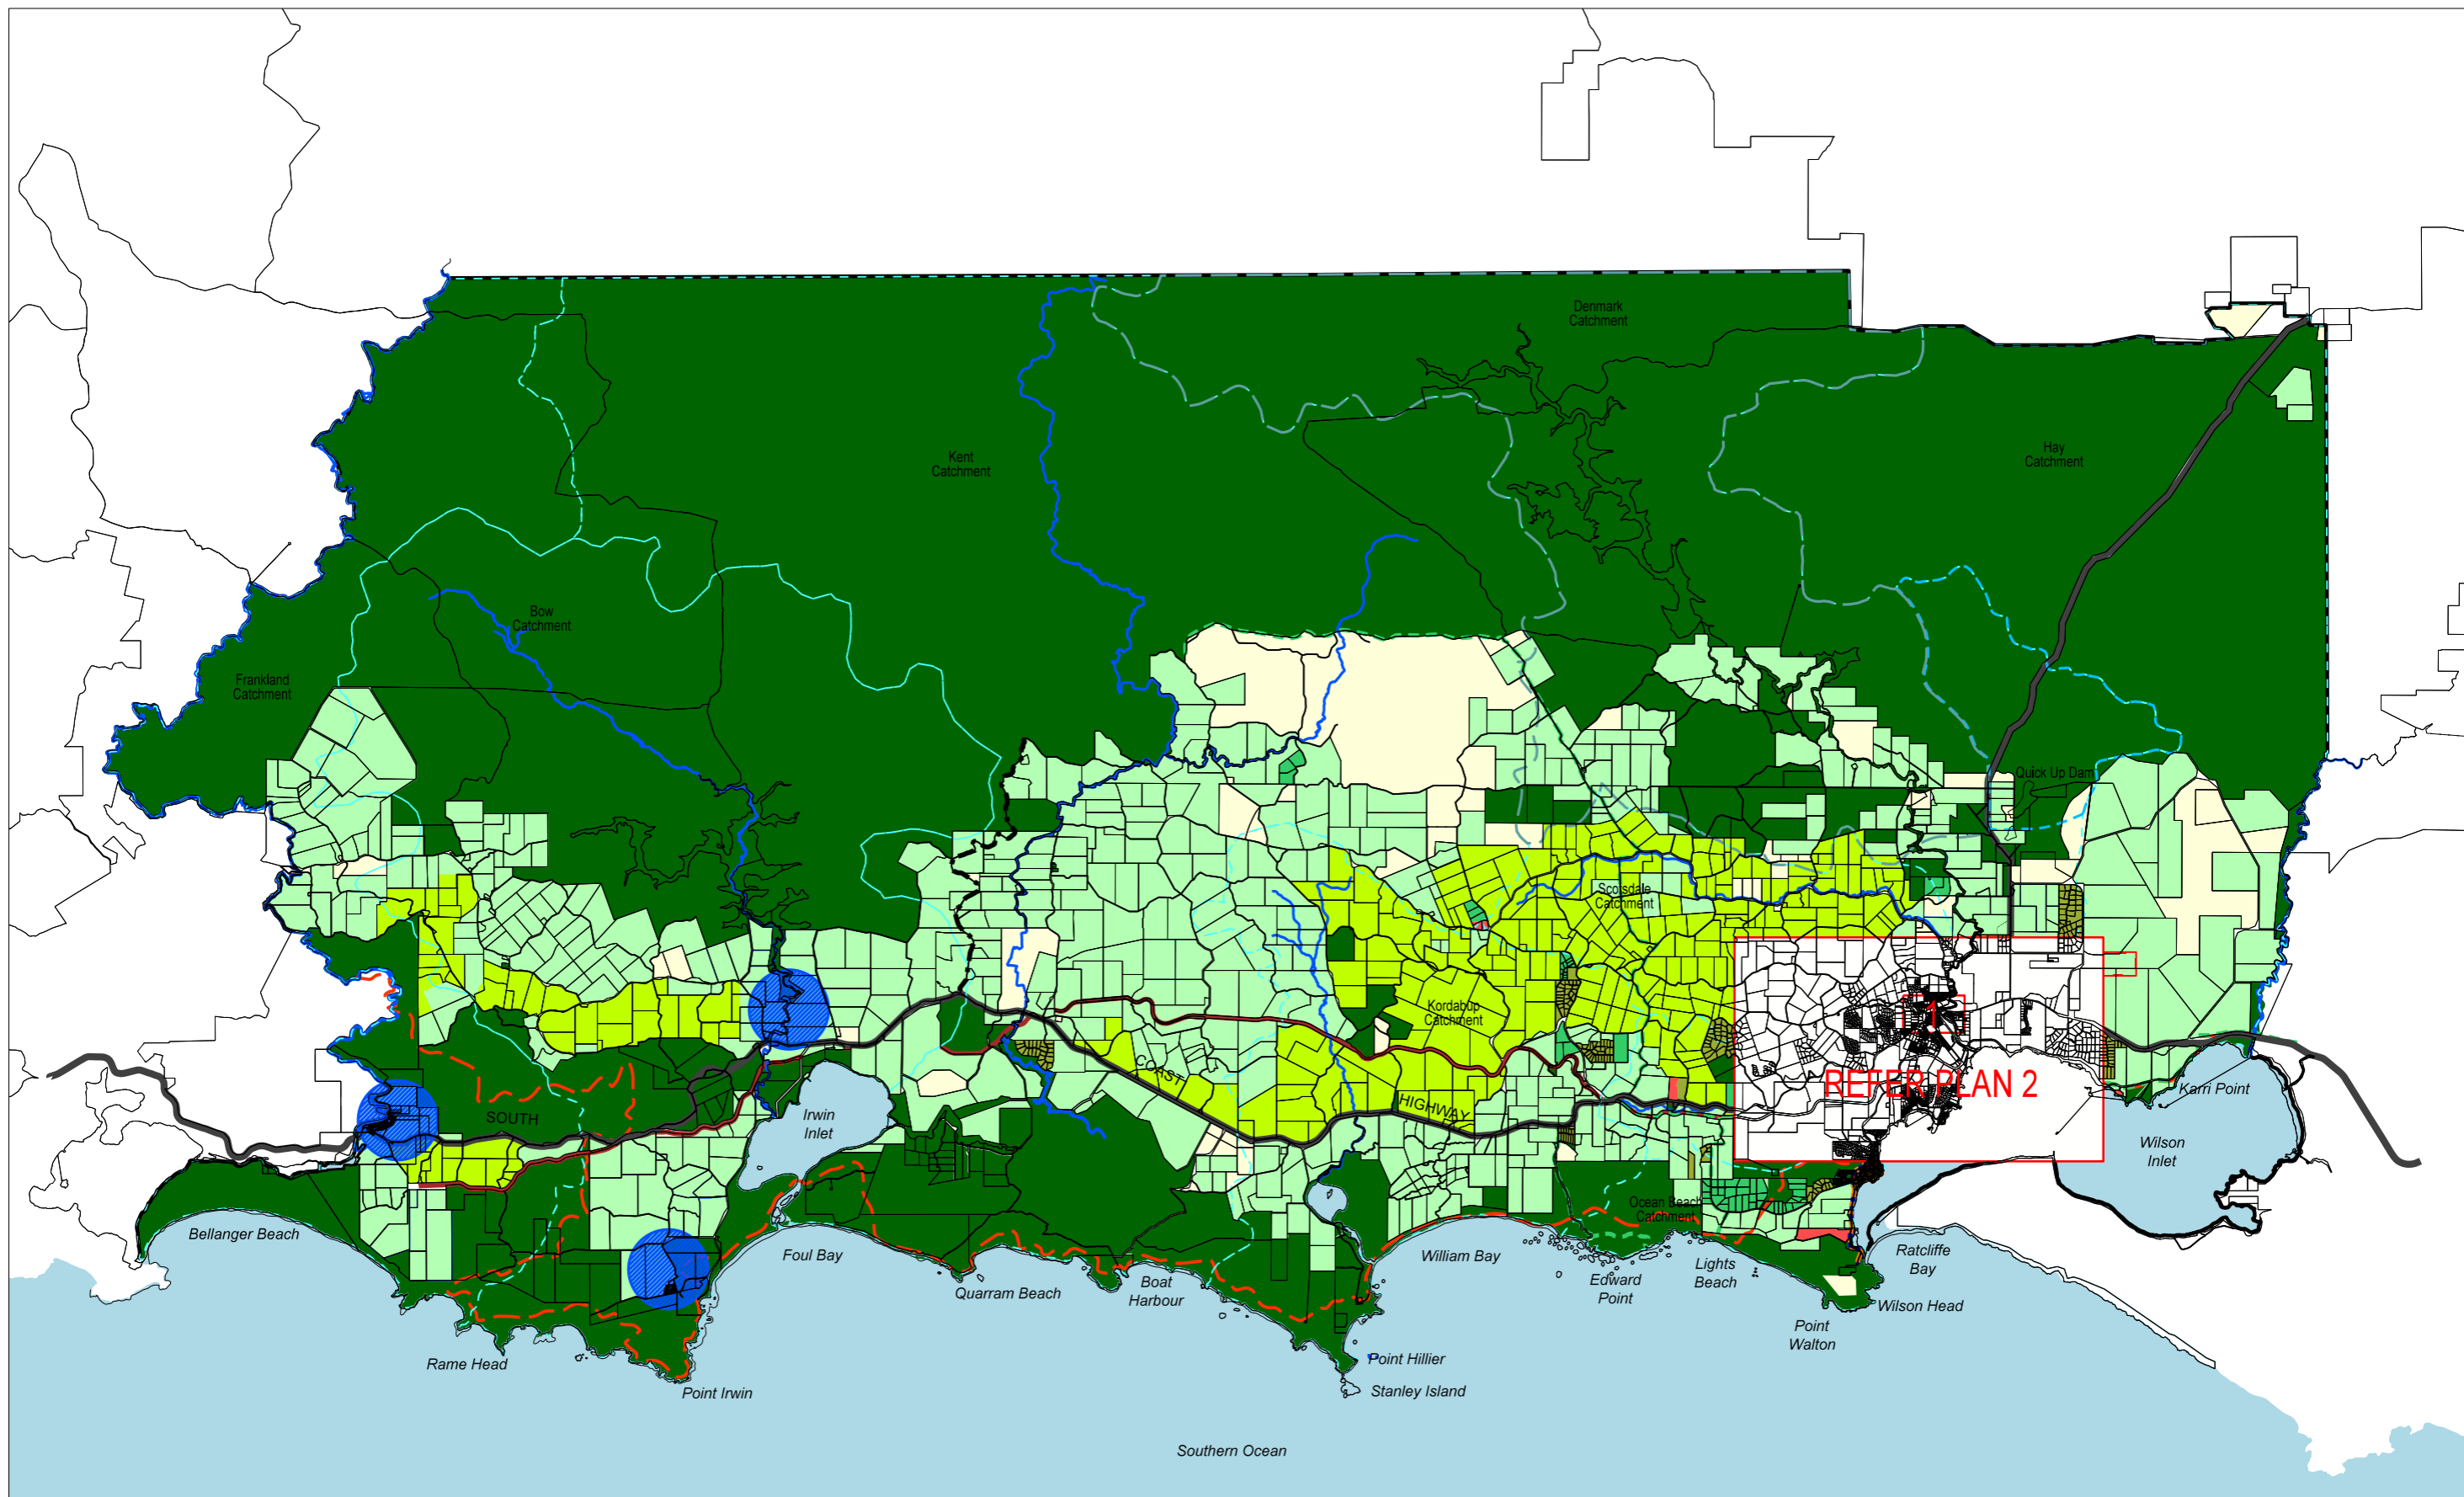 Denmark
Catchment
Kent
Catchment
Hay
Catchment
Bow
Catchment
Frankland
Catchment
Quick Up Dam
Scotsdale
Catchment
Kordabup
Catchment
1
COAST
REFER PLAN 2
Karri Point
HIGHWAY
SOUTH
Irwin
Inlet
Wilson
Inlet
Ocean Beach
Catchment
Bellanger Beach
Foul Bay
William Bay
Ratcliffe
Bay
Lights
Beach
Edward
Point
Boat
Harbour
Quarram Beach
Wilson Head
Point
Walton
Rame Head
Point Hillier
Point Irwin
Stanley Island
Southern Ocean